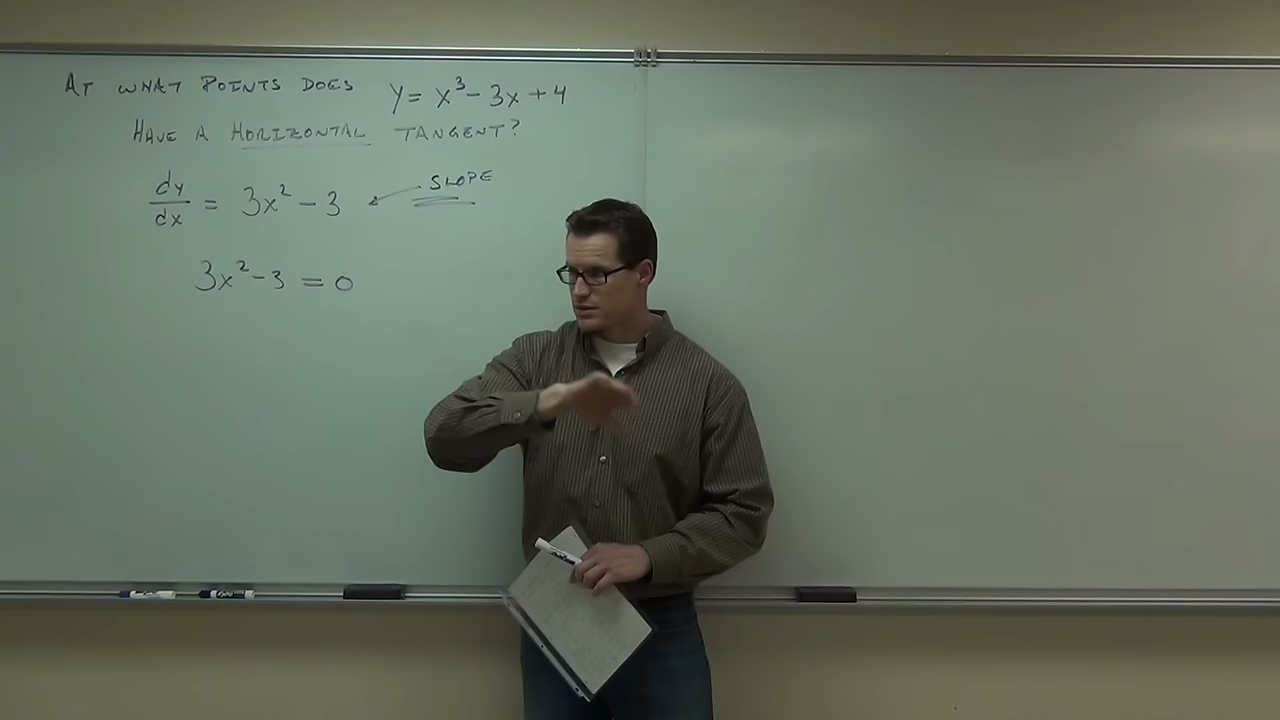 AT WHAT POINTS DOES y = x³ - 3x + 4
HAVE A HORIZONTAL TANGENT?
dy/dx = 3x² - 3 ← SLOPE
3x² - 3 = 0